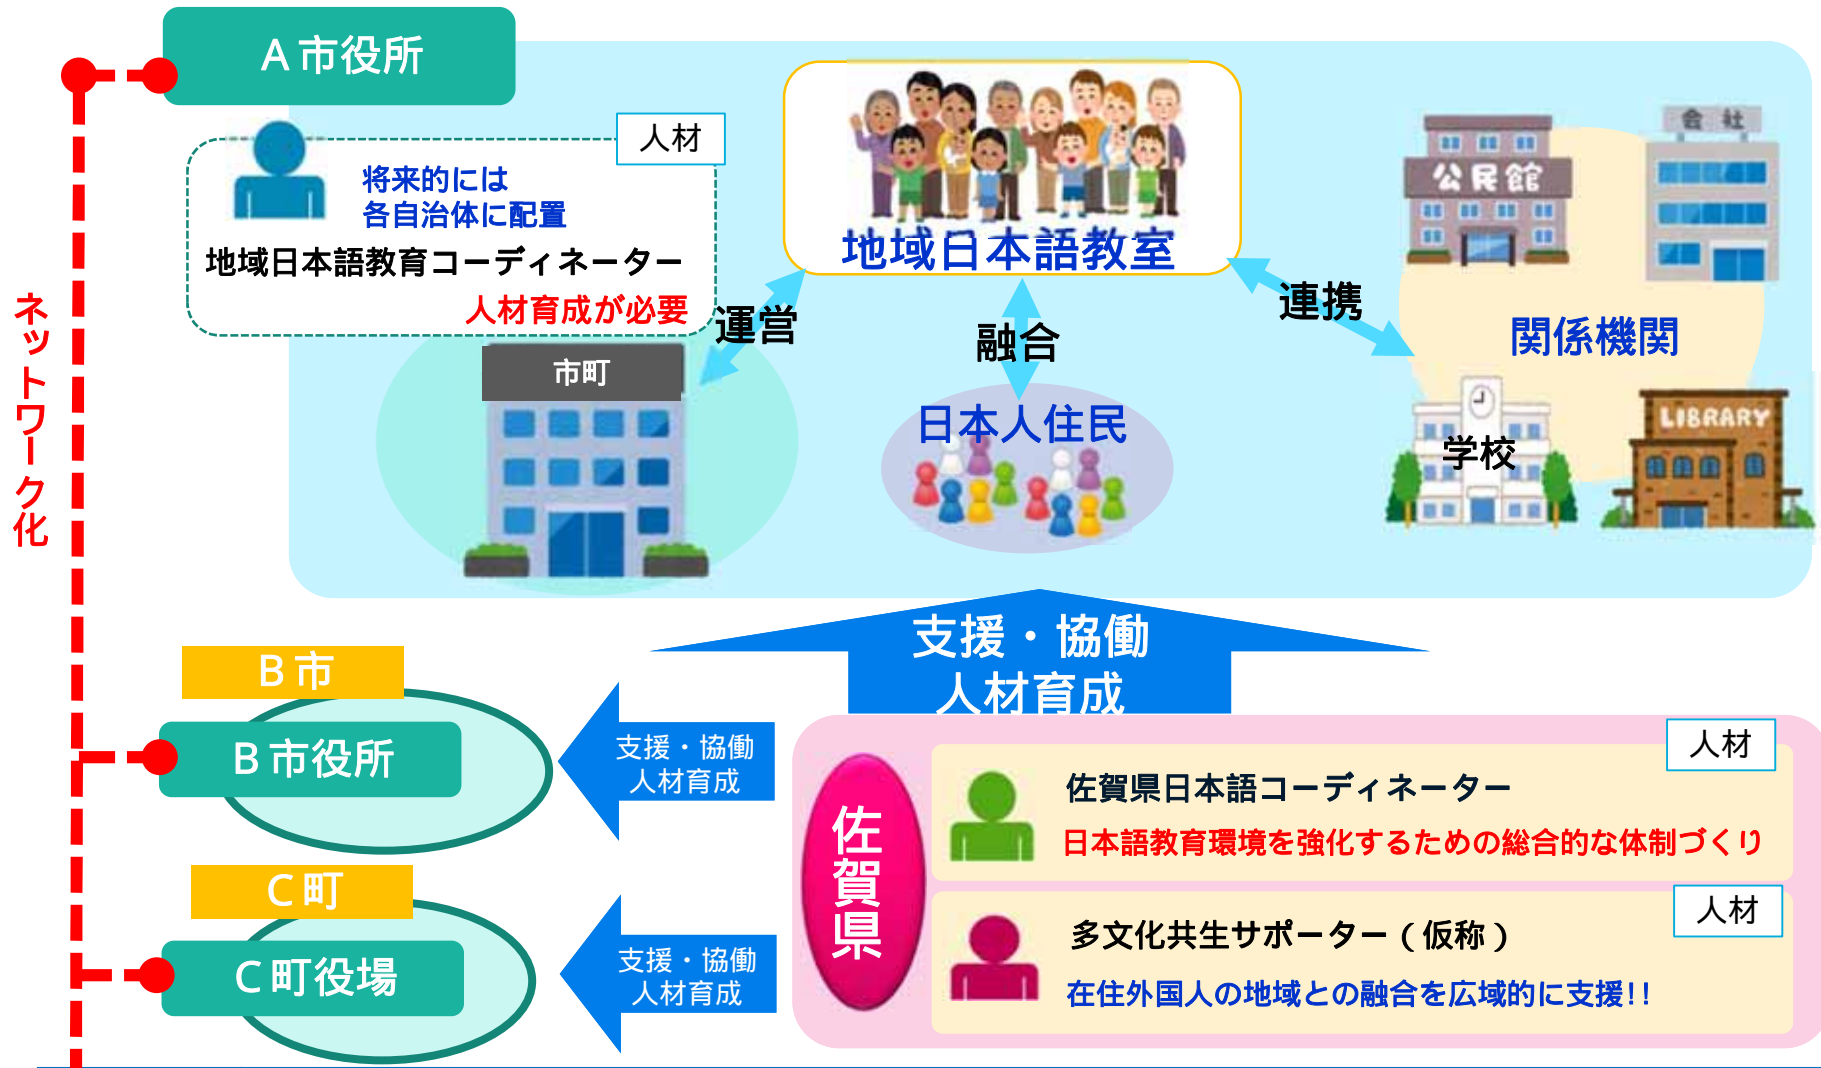 A市役所
人材
将来的には
各自治体に配置
地域日本語教育コーディネーター
人材育成が必要
地域日本語教室
運営
融合
連携
市町
日本人住民
公民館
会社
関係機関
学校
LIBRARY
ネットワーク化
支援・協働
人材育成
B市
B市役所
支援・協働
人材育成
C町
C町役場
支援・協働
人材育成
佐賀県
人材
佐賀県日本語コーディネーター
日本語教育環境を強化するための総合的な体制づくり
人材
多文化共生サポーター（仮称）
在住外国人の地域との融合を広域的に支援!!